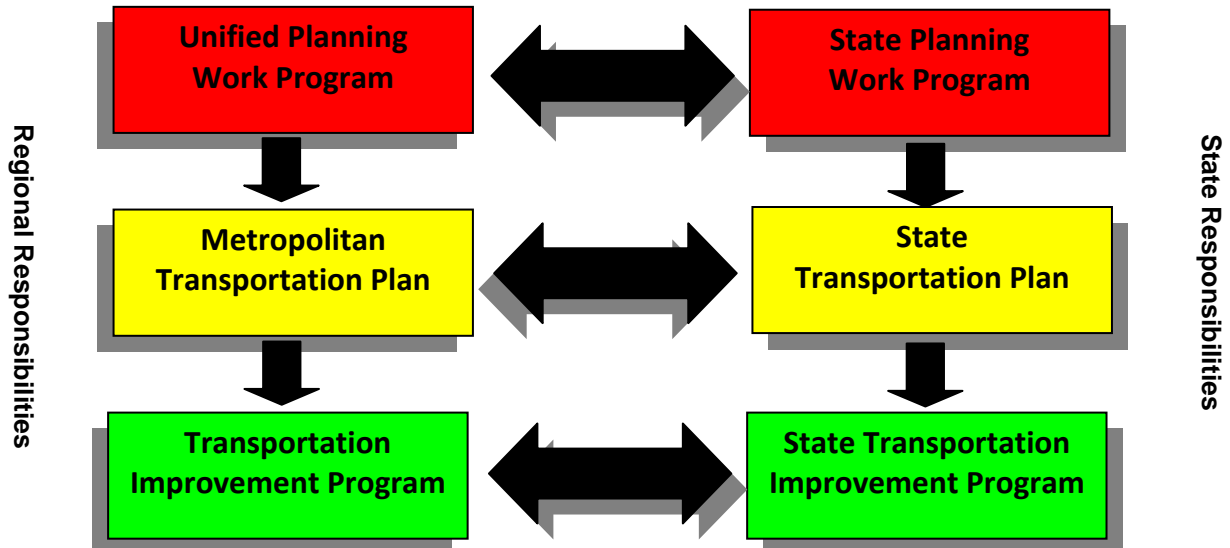 Unified Planning
Work Program
State Planning
Work Program
Regional Responsibilities
State Responsibilities
Metropolitan
Transportation Plan
State
Transportation Plan
Transportation
Improvement Program
State Transportation
Improvement Program